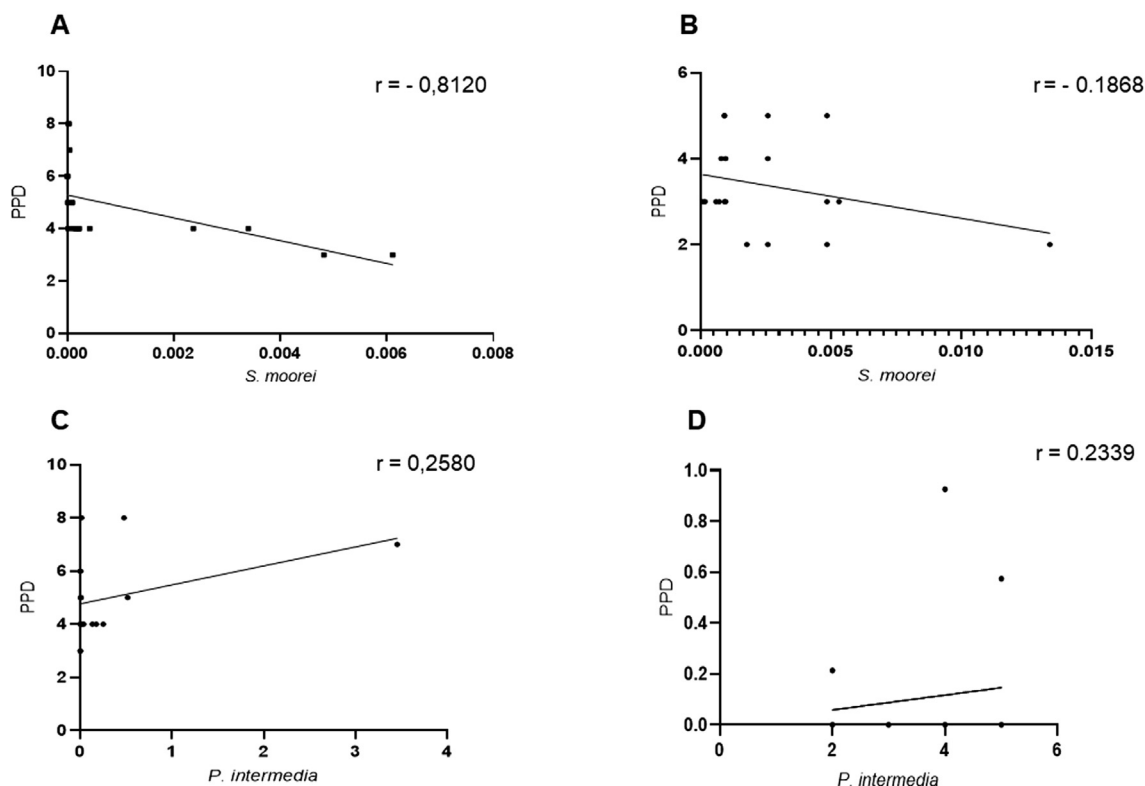 A
r = - 0,8120
10
8
6
4
2
0
PPD
0.000 0.002 0.004 0.006 0.008
S. moorei
B
r = - 0.1868
6
4
2
0
PPD
0.000 0.005 0.010 0.015
S. moorei
C
r = 0,2580
10
8
6
4
2
0
PPD
0 1 2 3 4
P. intermedia
D
r = 0.2339
1.0
0.8
0.6
0.4
0.2
0.0
PPD
0 2 4 6
P. intermedia